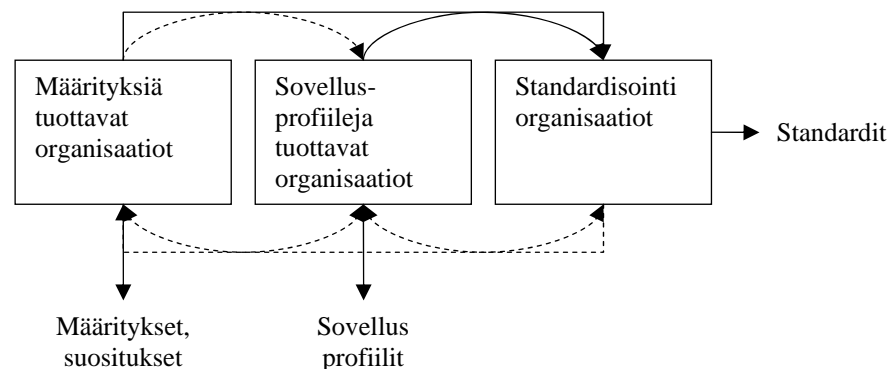 Määrityksiä
tuottavat
organisaatiot
Sovellus-
profiileja
tuottavat
organisaatiot
Standardisointi
organisaatiot
Standardit
Määritykset,
suositukset
Sovellus
profiilit